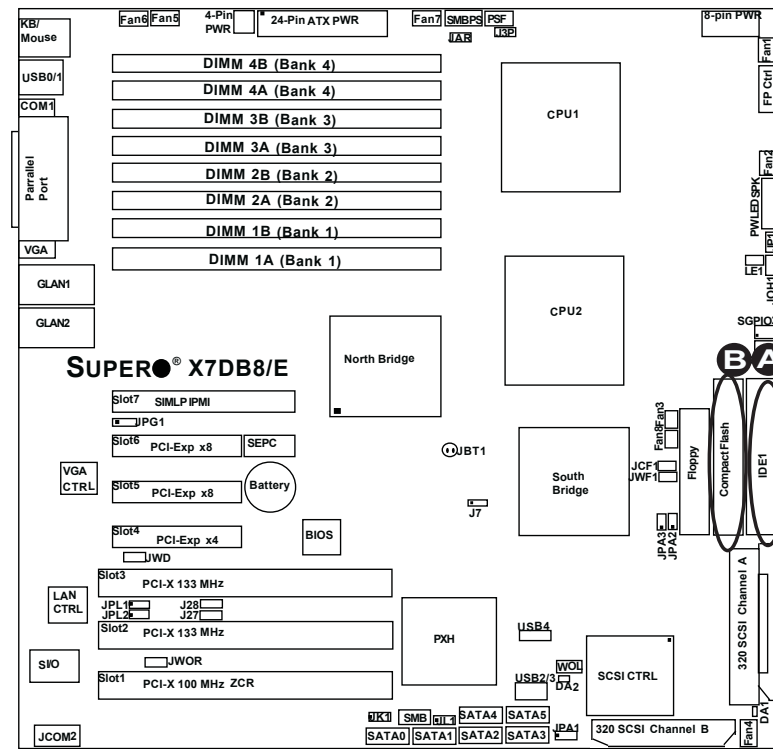 KB/
Mouse
Fan6 Fan5
4-Pin
PWR
24-Pin ATX PWR
Fan7
SMBPS
PSF
JAR
J3P
8-pin PWR
Fan1
USB0/1
COM1
FP Ctrl
DIMM 4B (Bank 4)
DIMM 4A (Bank 4)
DIMM 3B (Bank 3)
DIMM 3A (Bank 3)
DIMM 2B (Bank 2)
DIMM 2A (Bank 2)
DIMM 1B (Bank 1)
DIMM 1A (Bank 1)
CPU1
Parrallel
Port
Fan2
PWLEDSPK
VGA
JP1
LE1
JOH1
GLAN1
GLAN2
CPU2
North Bridge
SUPER ® X7DB8/E
B
A
Slot7
SIMLP IPMI
JPG1
Slot6
PCI-Exp x8
SEPC
JBT1
Fan8 Fan3
Floppy
Compact Flash
IDE1
VGA
CTRL
Slot5
PCI-Exp x8
Battery
South
Bridge
JCF1
JWF1
J7
Slot4
PCI-Exp x4
BIOS
JPA3
JPA2
JWD
Slot3
PCI-X 133 MHz
LAN
CTRL
JPL1
JPL2
J28
J27
Slot2
PCI-X 133 MHz
PXH
USB4
320 SCSI Channel A
S I/O
JWOR
WOL
DA2
SCSI CTRL
Slot1
PCI-X 100 MHz ZCR
USB2/3
DA1
JK1
SMB
JL1
SATA4
SATA5
JPA1
320 SCSI Channel B
Fan4
JCOM2
SATA0
SATA1
SATA2
SATA3